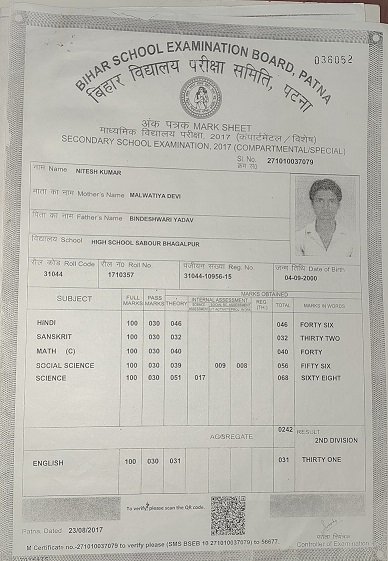 036052
BIHAR SCHOOL EXAMINATION BOARD, PATNA
बिहार विद्यालय परीक्षा समिति, पटना
अंक पत्रक MARK SHEET
माध्यमिक विद्यालय परीक्षा, 2017 (कंपार्टमेंटल / विशेष)
SECONDARY SCHOOL EXAMINATION, 2017 (COMPARTMENTAL/SPECIAL)
Sl No. 271010037079
क्रम सं०
नाम Name NITESH KUMAR
माता का नाम Mother's Name MALWATIYA DEVI
पिता का नाम Father's Name BINDESHWARI YADAV
विद्यालय School HIGH SCHOOL SABOUR BHAGALPUR
रौल कोड Roll Code रौल न० Roll No पंजीयन संख्या Reg. No जन्म तिथि Date of Birth
31044 1710357 31044-10956-15 04-09-2000
MARKS OBTAINED
SUBJECT FULL MARKS PASS MARKS THEORY INTERNAL ASSESSMENT REG (TH.) TOTAL MARKS IN WORDS
HINDI 100 030 046 046 FORTY SIX
SANSKRIT 100 030 032 032 THIRTY TWO
MATH (C) 100 030 040 040 FORTY
SOCIAL SCIENCE 100 030 039 009 008 056 FIFTY SIX
SCIENCE 100 030 051 017 068 SIXTY EIGHT
AGGREGATE 0242 RESULT
2ND DIVISION
ENGLISH 100 030 031 031 THIRTY ONE
To verify please scan the QR code.
Patna Dated 23/08/2017
परीक्षा नियंत्रक
Controller of Examination
M Certificate no.-271010037079 to verify please (SMS BSEB 10 271010037079) to 56677.